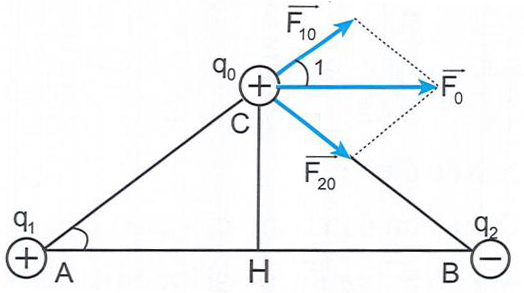 F₁₀
q₀ + 1 F₀
C
F₂₀
q₁ q₂
+ A H B −